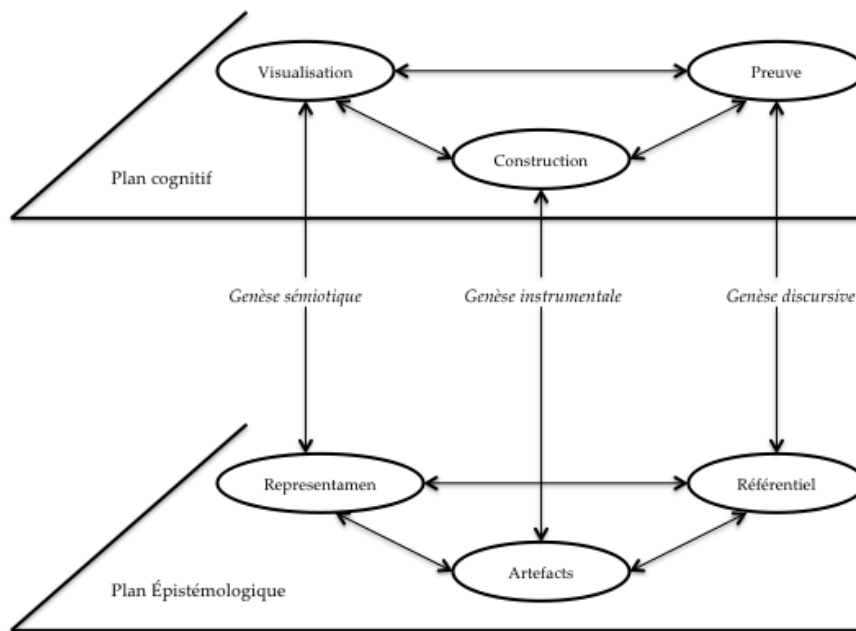 Visualisation
Preuve
Construction
Plan cognitif
Genèse sémiotique
Genèse instrumentale
Genèse discursive
Representamen
Référentiel
Artefacts
Plan Épistémologique